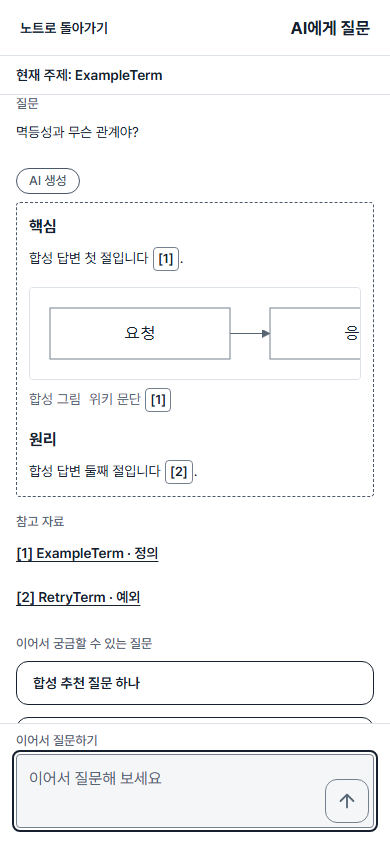 노트로 돌아가기
AI에게 질문
현재 주제: ExampleTerm
질문
멱등성과 무슨 관계야?
AI 생성
핵심
합성 답변 첫 절입니다 [1].
요청
응
합성 그림 위키 문단 [1]
원리
합성 답변 둘째 절입니다 [2].
참고 자료
[1] ExampleTerm · 정의
[2] RetryTerm · 예외
이어서 궁금할 수 있는 질문
합성 추천 질문 하나
이어서 질문하기
이어서 질문해 보세요